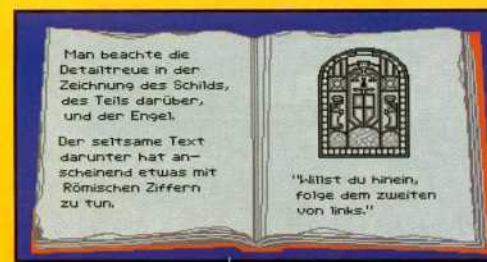 Man beachte die
Detailtreue in der
Zeichnung des Schilds,
des Teils darüber,
und der Engel.
Der seltsame Text
darunter hat an-
scheinend etwas mit
Römischen Ziffern
zu tun.
"Willst du hinein,
folge dem zweiten
von links."